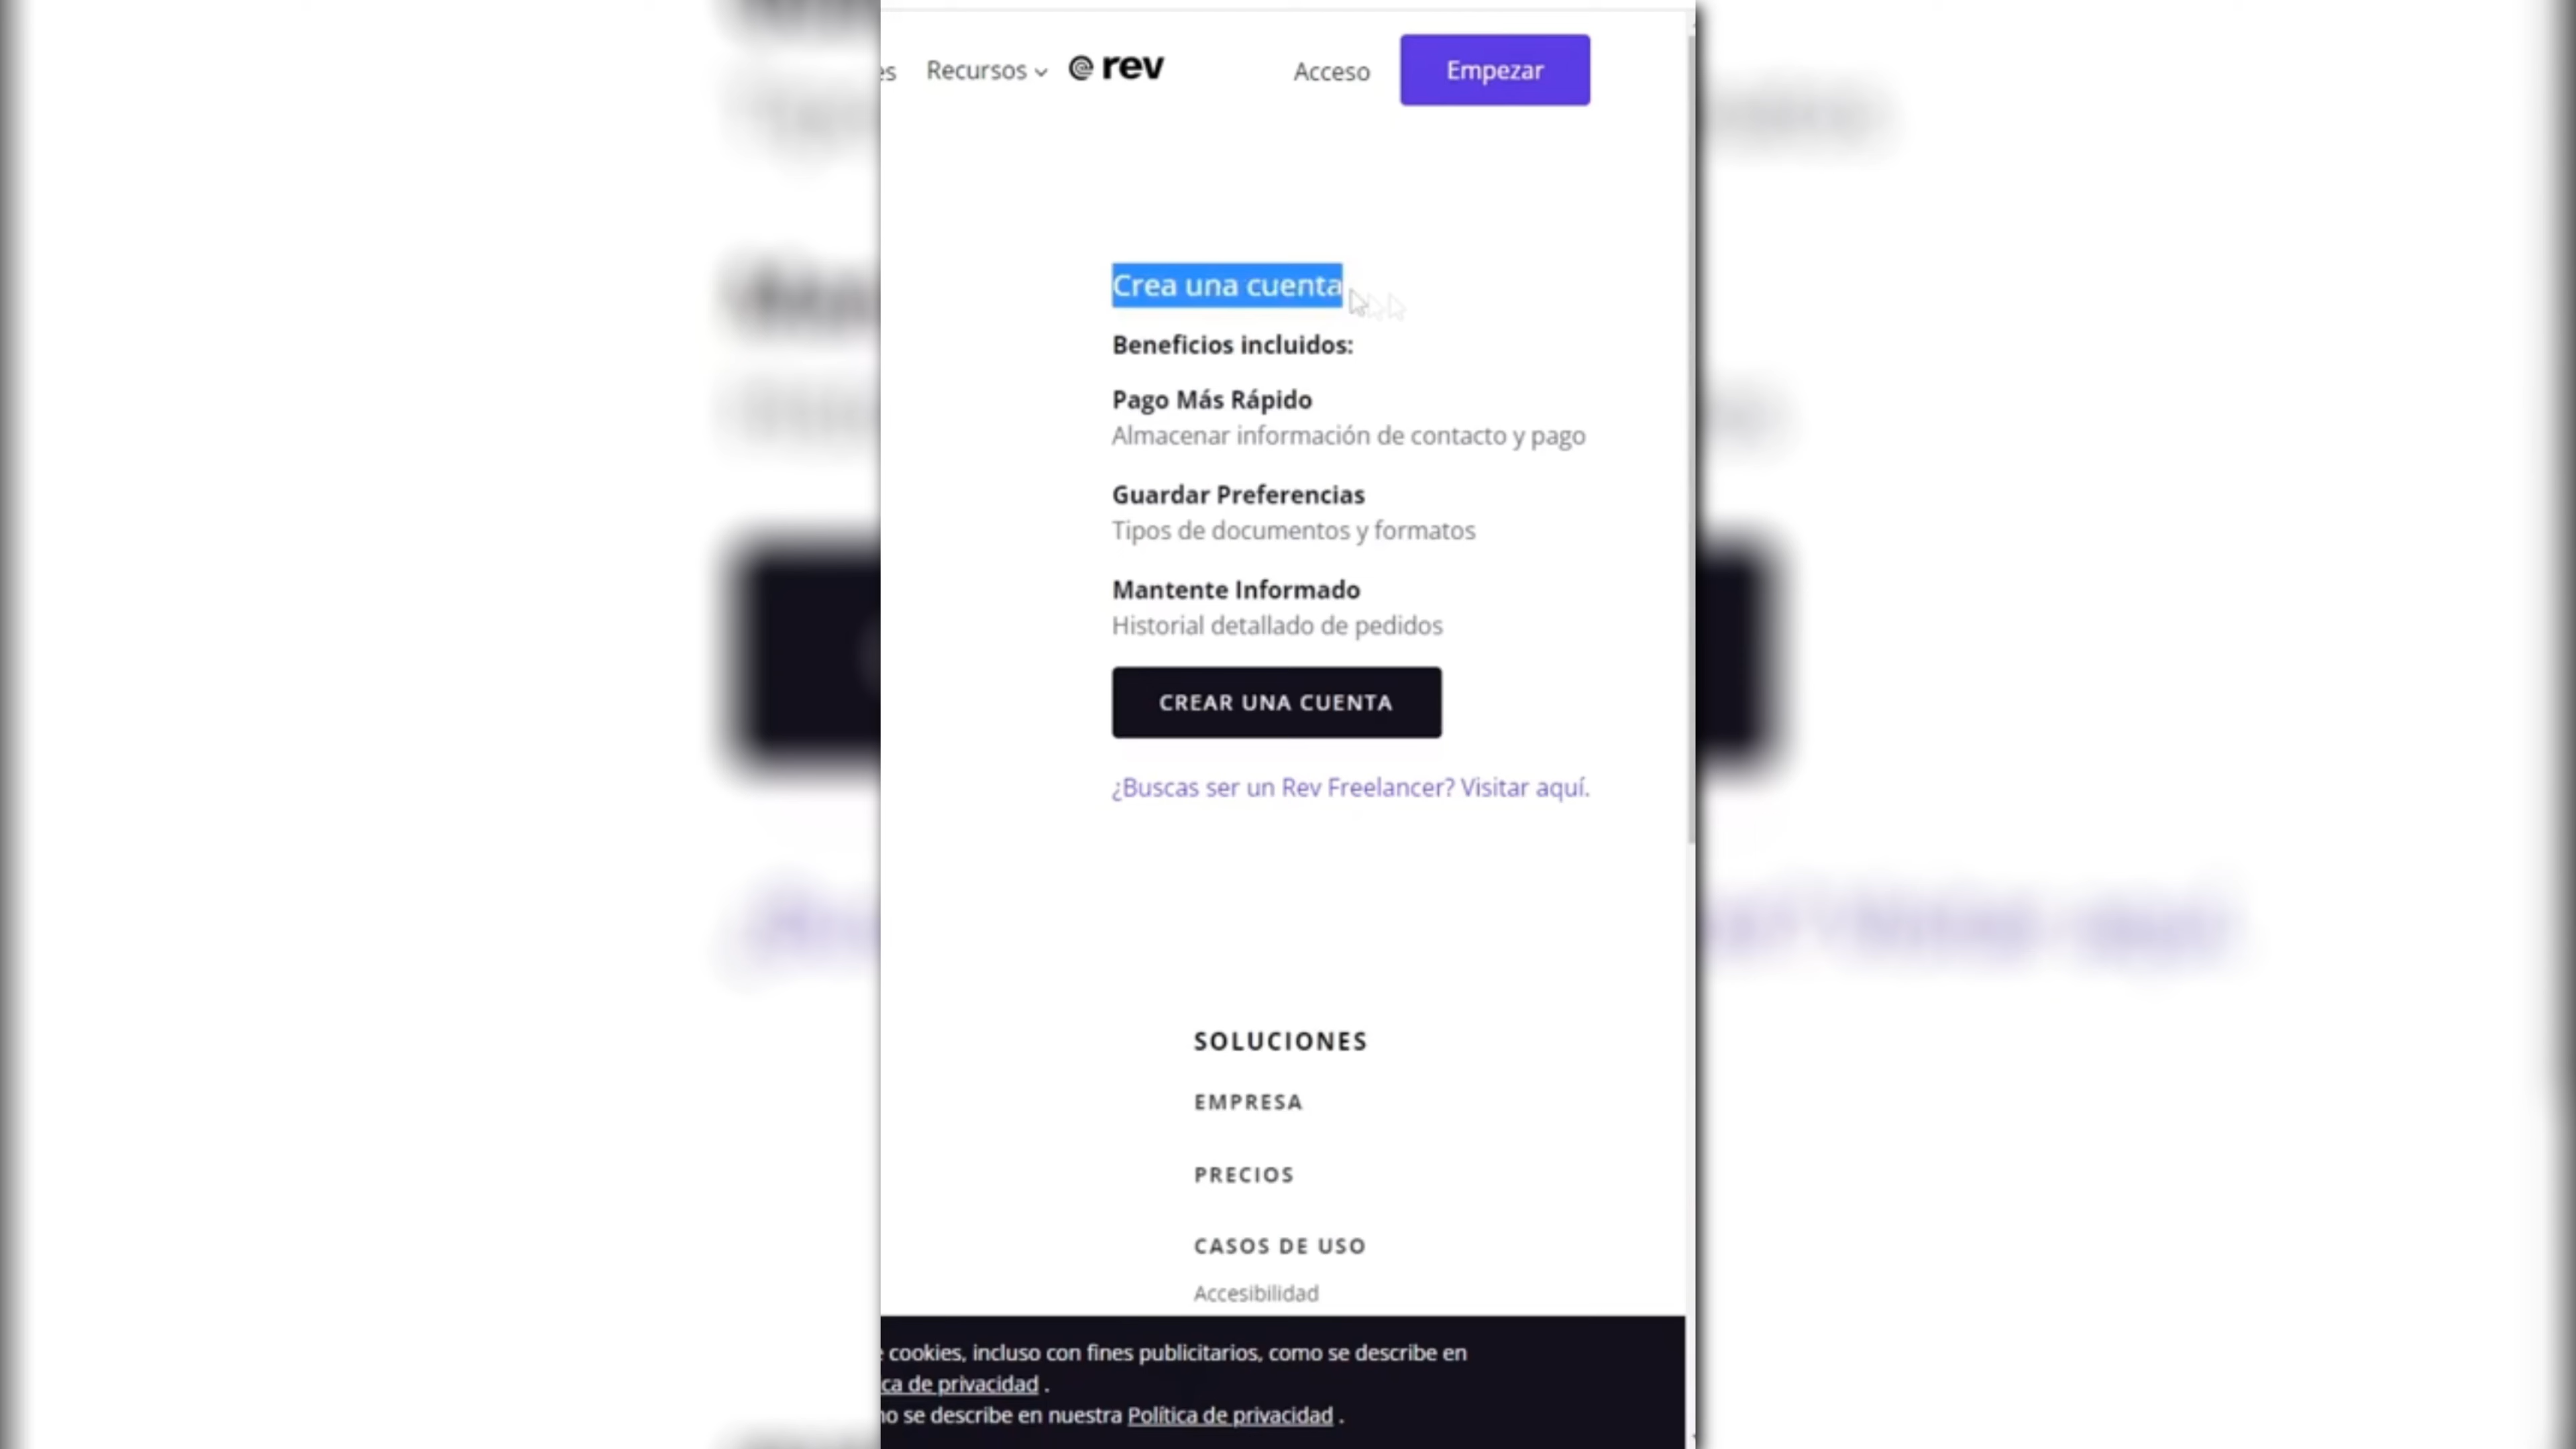 Recursos
rev
Acceso
Empezar
Crea una cuenta
Beneficios incluidos:
Pago Más Rápido
Almacenar información de contacto y pago
Guardar Preferencias
Tipos de documentos y formatos
Mantente Informado
Historial detallado de pedidos
CREAR UNA CUENTA
¿Buscas ser un Rev Freelancer? Visitar aquí.
SOLUCIONES
EMPRESA
PRECIOS
CASOS DE USO
Accesibilidad
cookies, incluso con fines publicitarios, como se describe en
de privacidad .
se describe en nuestra Política de privacidad .